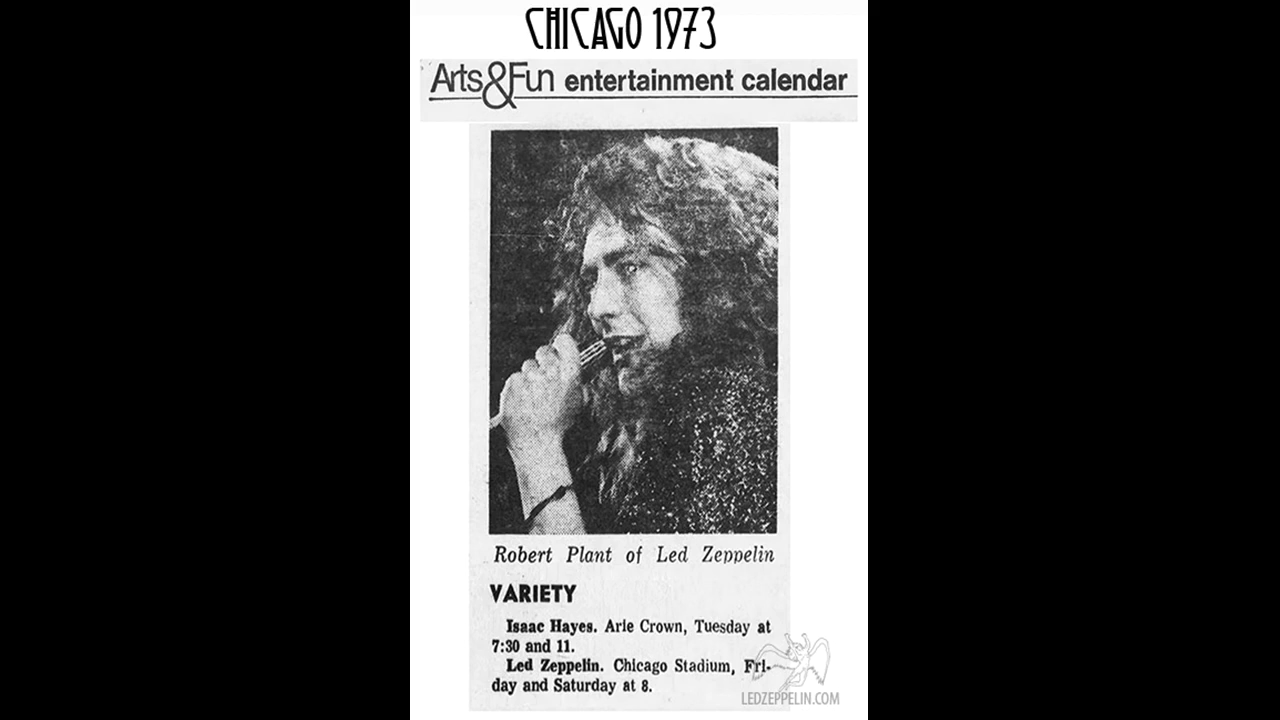 CHICAGO 1973
Arts&Fun entertainment calendar
Robert Plant of Led Zeppelin
VARIETY
Isaac Hayes. Arie Crown, Tuesday at
7:30 and 11.
Led Zeppelin. Chicago Stadium, Fri-
day and Saturday at 8.
LEDZEPPELIN.COM